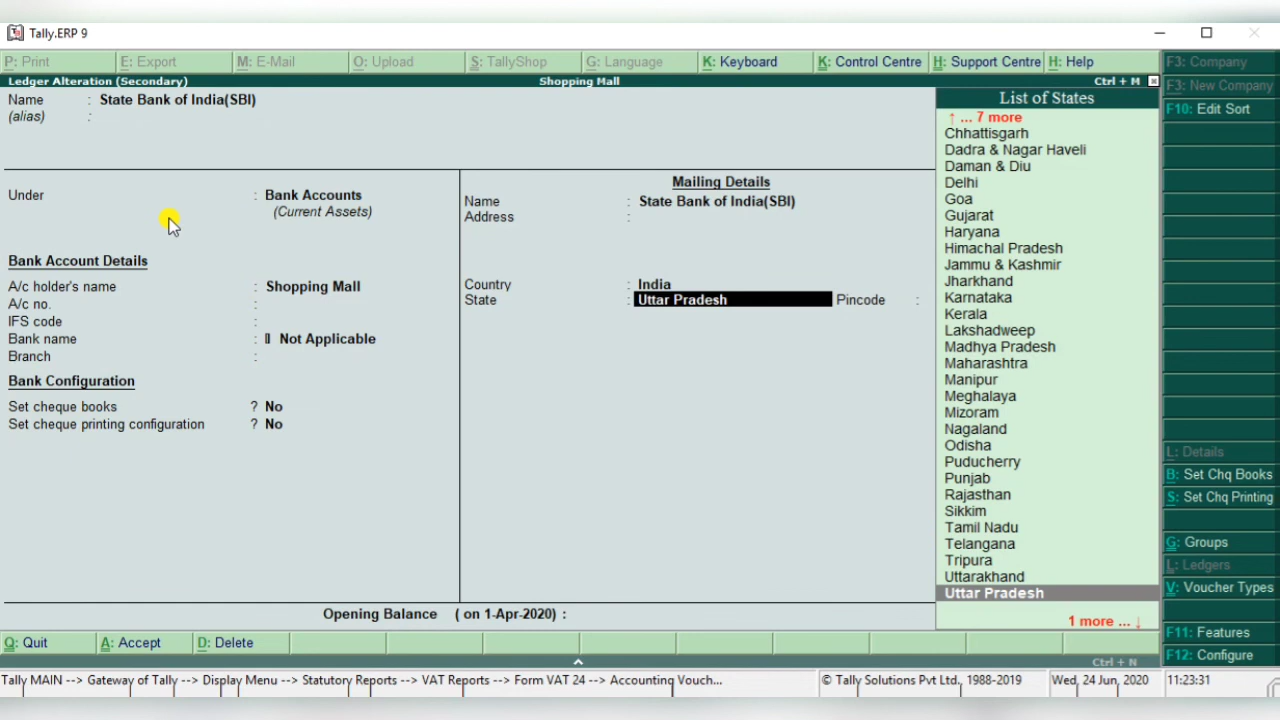 Tally.ERP 9
P: Print E: Export M: E-Mail O: Upload S: TallyShop G: Language K: Keyboard K: Control Centre H: Support Centre H: Help
Ledger Alteration (Secondary) Shopping Mall Ctrl + M
Name : State Bank of India(SBI)
(alias) :
Under : Bank Accounts
(Current Assets)
Bank Account Details
A/c holder's name : Shopping Mall
A/c no. :
IFS code :
Bank name : Not Applicable
Branch :
Bank Configuration
Set cheque books ? No
Set cheque printing configuration ? No
Mailing Details
Name : State Bank of India(SBI)
Address :
Country : India
State : Uttar Pradesh Pincode :
Opening Balance ( on 1-Apr-2020) :
List of States
↑ ... 7 more
Chhattisgarh
Dadra & Nagar Haveli
Daman & Diu
Delhi
Goa
Gujarat
Haryana
Himachal Pradesh
Jammu & Kashmir
Jharkhand
Karnataka
Kerala
Lakshadweep
Madhya Pradesh
Maharashtra
Manipur
Meghalaya
Mizoram
Nagaland
Odisha
Puducherry
Punjab
Rajasthan
Sikkim
Tamil Nadu
Telangana
Tripura
Uttarakhand
Uttar Pradesh
1 more ... ↓
F3: Company
F3: New Company
F10: Edit Sort
L: Details
B: Set Chq Books
S: Set Chq Printing
G: Groups
L: Ledgers
V: Voucher Types
F11: Features
F12: Configure
Q: Quit A: Accept D: Delete
Ctrl + N
Tally MAIN --> Gateway of Tally --> Display Menu --> Statutory Reports --> VAT Reports --> Form VAT 24 --> Accounting Vouch... © Tally Solutions Pvt Ltd., 1988-2019 Wed, 24 Jun, 2020 11:23:31